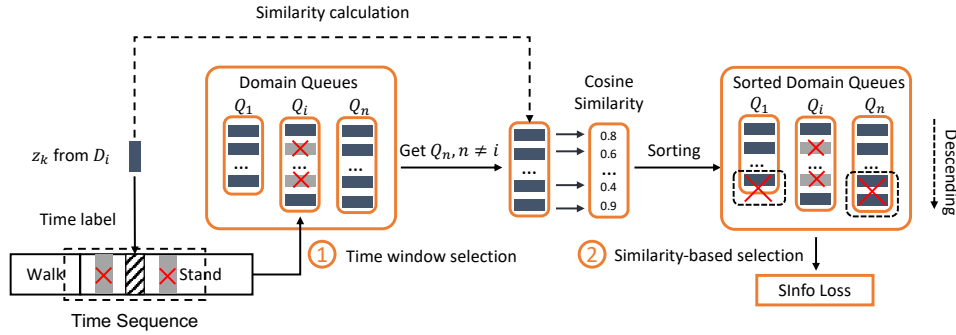 Similarity calculation
Domain Queues
Q₁ Qᵢ Qₙ
...
...
...
zₖ from Dᵢ
Time label
Walk
Stand
Time Sequence
① Time window selection
Get Qₙ, n ≠ i
...
Cosine
Similarity
0.8
0.6
...
0.4
0.9
Sorting
② Similarity-based selection
Sorted Domain Queues
Q₁ Qᵢ Qₙ
...
...
...
Descending
SInfo Loss